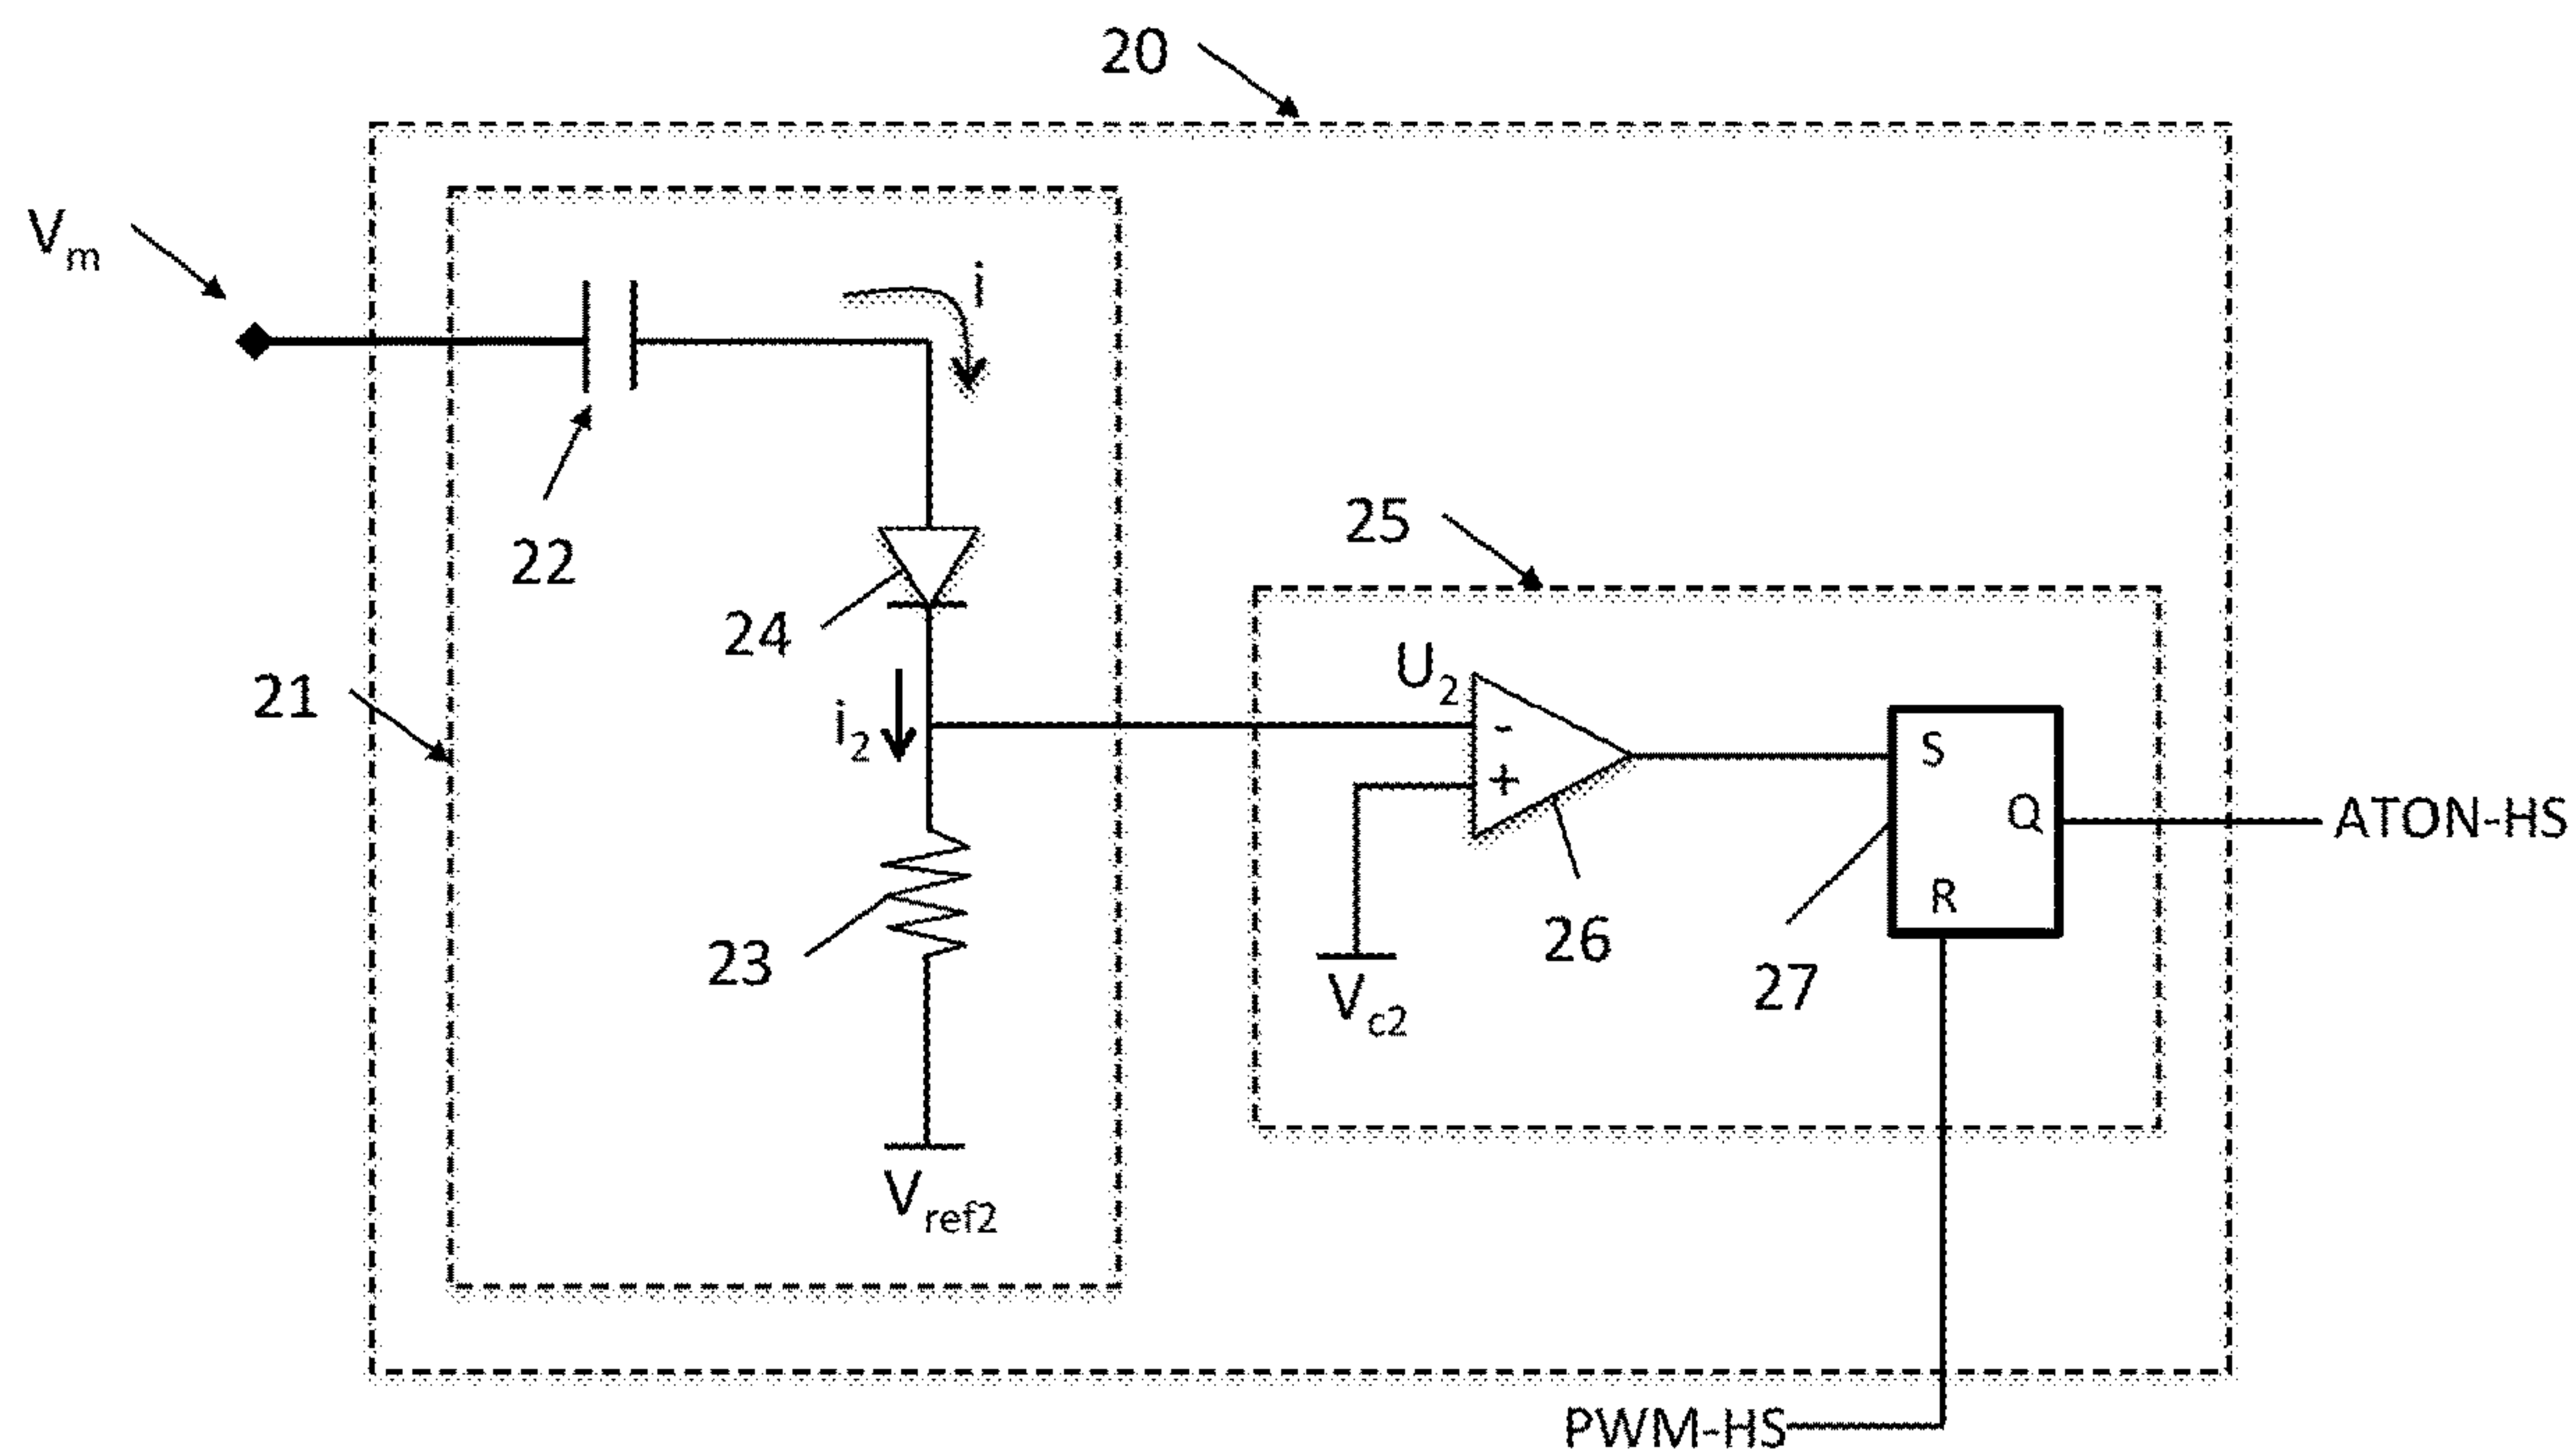 20
Vm
i
22
25
24
U2
21
i2
-
S
+
Q
ATON-HS
R
23
26
27
Vc2
Vref2
PWM-HS